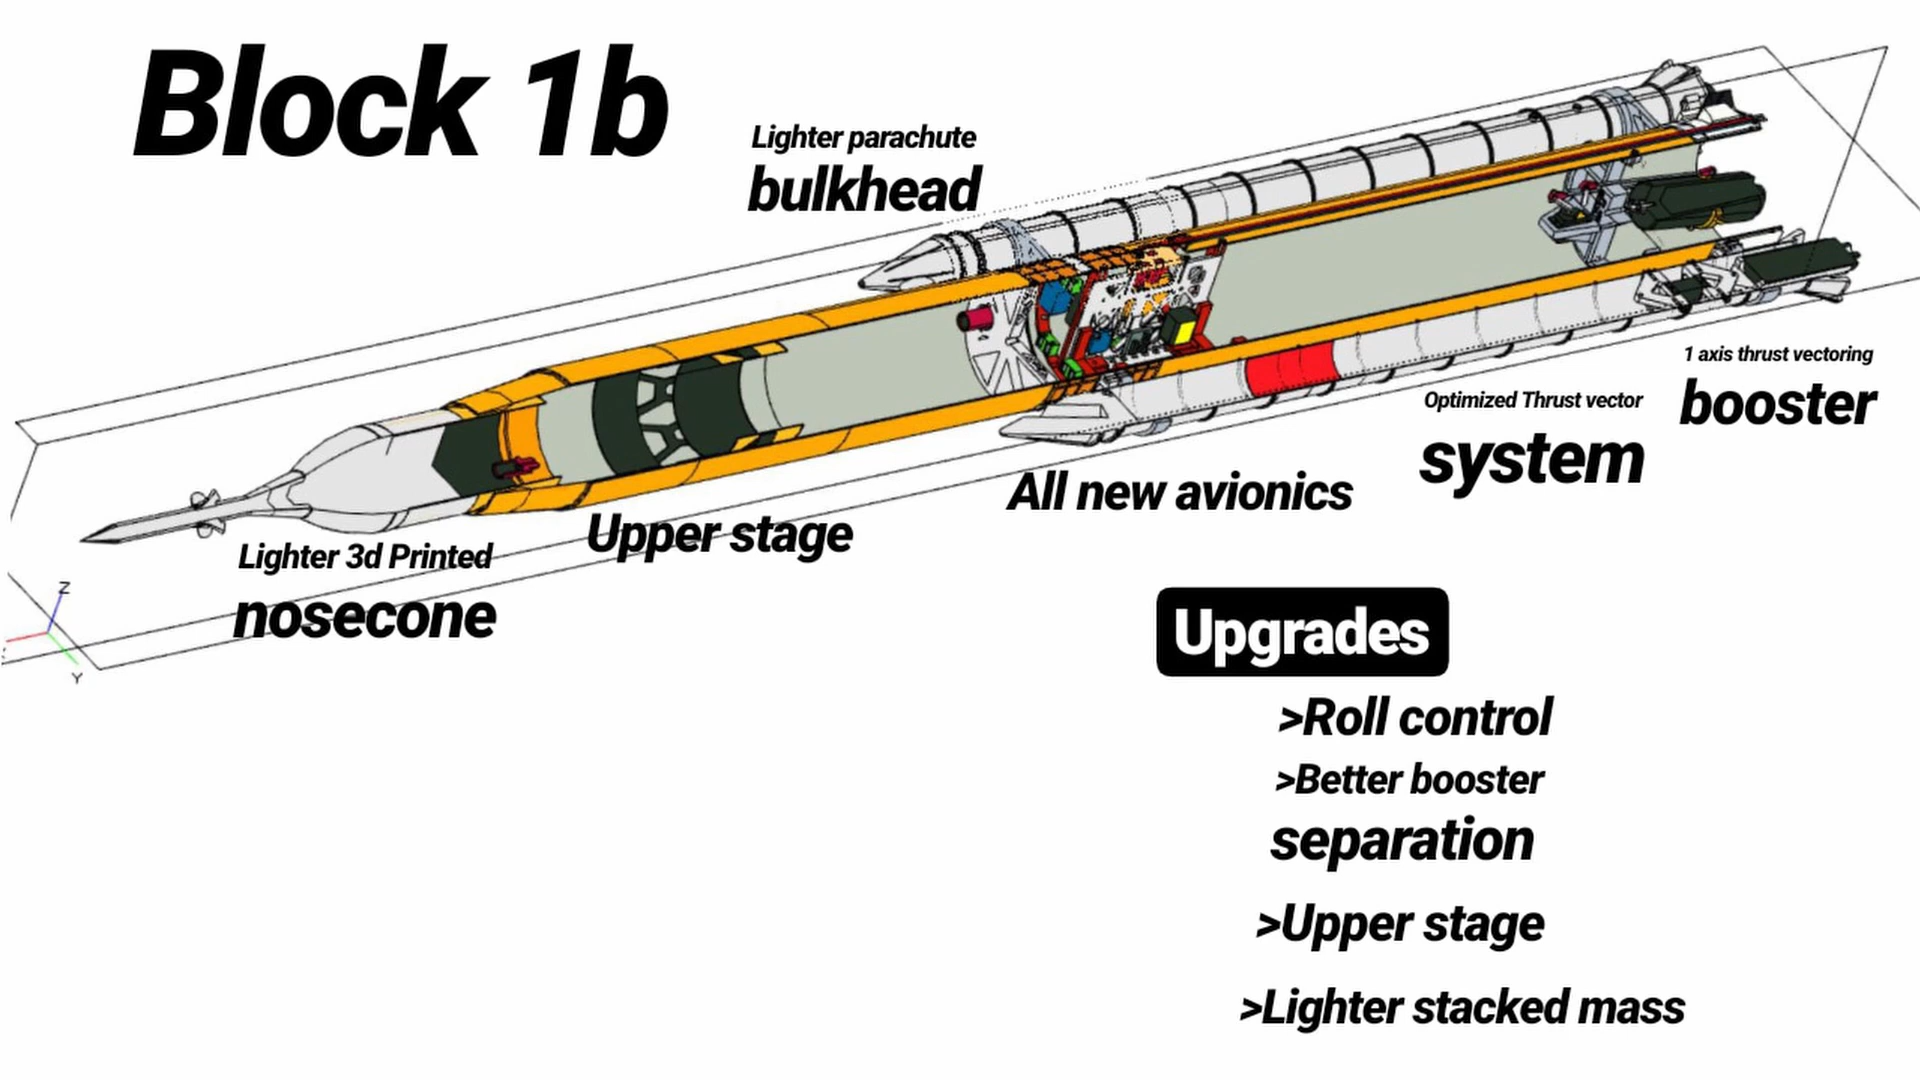 Block 1b
Lighter parachute
bulkhead
1 axis thrust vectoring
booster
Optimized Thrust vector
system
All new avionics
Upper stage
Lighter 3d Printed
nosecone
Z
Y
Upgrades
>Roll control
>Better booster
separation
>Upper stage
>Lighter stacked mass